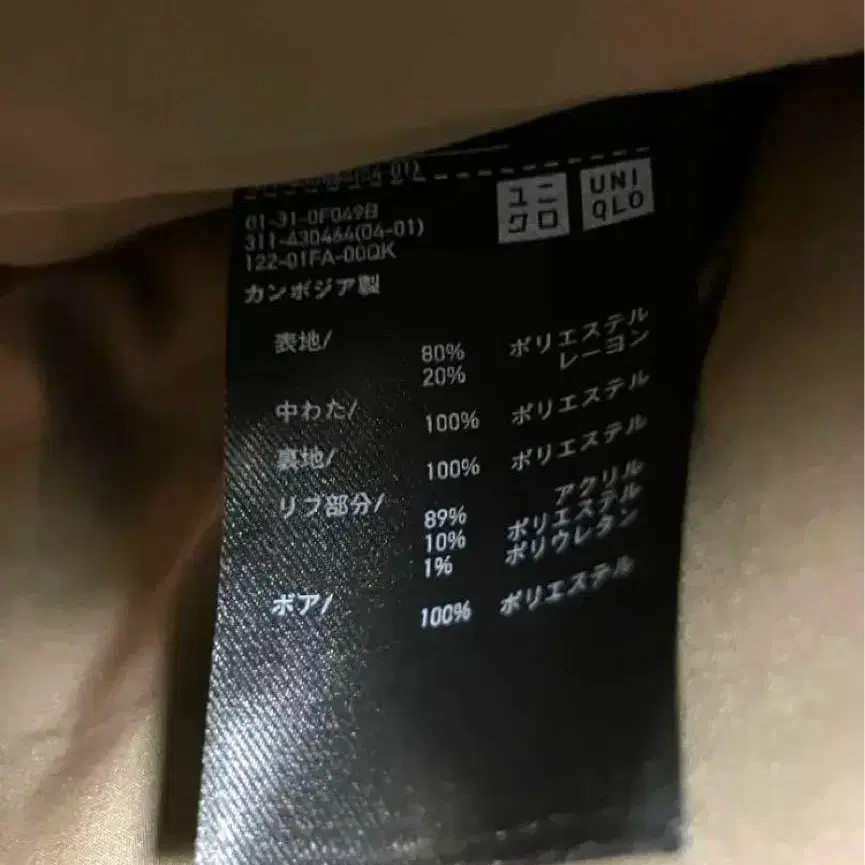 ユニ
クロ
UNI
QLO
01-31-0F049B
311-430464(04-01)
122-01FA-00QK
カンボジア製
表地/
80% ポリエステル
20% レーヨン
中わた/
100% ポリエステル
裏地/
100% ポリエステル
リブ部分/
89% アクリル
10% ポリエステル
1% ポリウレタン
ボア/
100% ポリエステル